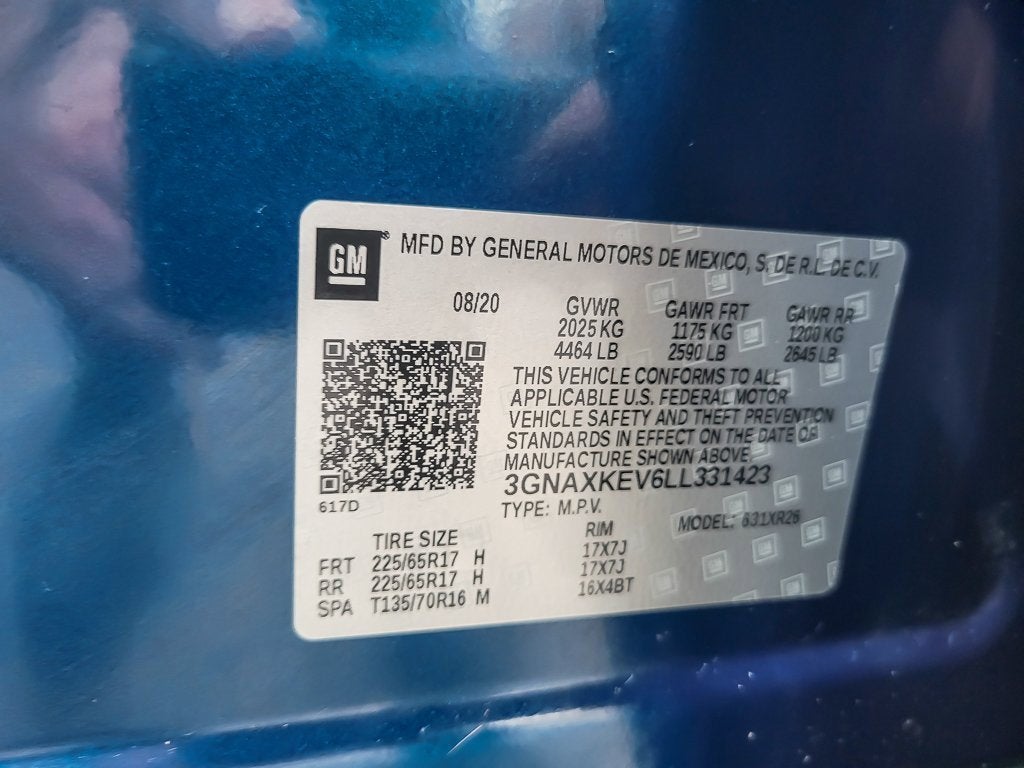 GM ® MFD BY GENERAL MOTORS DE MEXICO, S. DE R.L. DE C.V.
08/20 GVWR GAWR FRT GAWR RR
2025 KG 1175 KG 1200 KG
4464 LB 2590 LB 2645 LB
THIS VEHICLE CONFORMS TO ALL
APPLICABLE U.S. FEDERAL MOTOR
VEHICLE SAFETY AND THEFT PREVENTION
STANDARDS IN EFFECT ON THE DATE OF
MANUFACTURE SHOWN ABOVE.
3GNAXKEV6LL331423
617D
TYPE: M.P.V. MODEL: 631XR26
TIRE SIZE RIM
FRT 225/65R17 H 17X7J
RR 225/65R17 H 17X7J
SPA T135/70R16 M 16X4BT